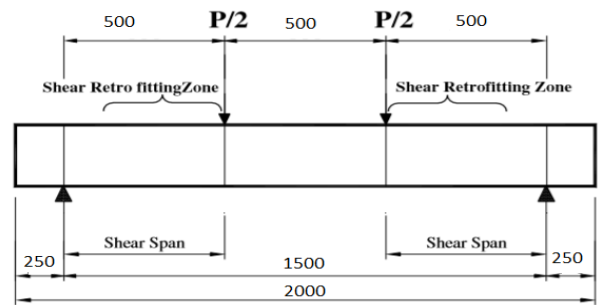 500 P/2 500 P/2 500
Shear Retro fittingZone Shear Retrofitting Zone
Shear Span Shear Span
250 1500 250
2000